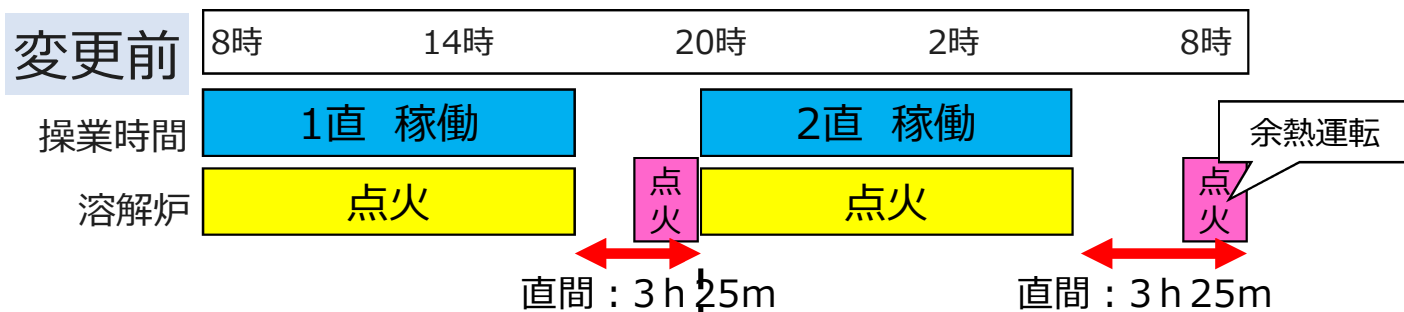 変更前
8時 14時 20時 2時 8時
操業時間 1直 稼働 2直 稼働
余熱運転
溶解炉 点火 点火 点火 点火
直間：3ｈ25m 直間：3ｈ25m